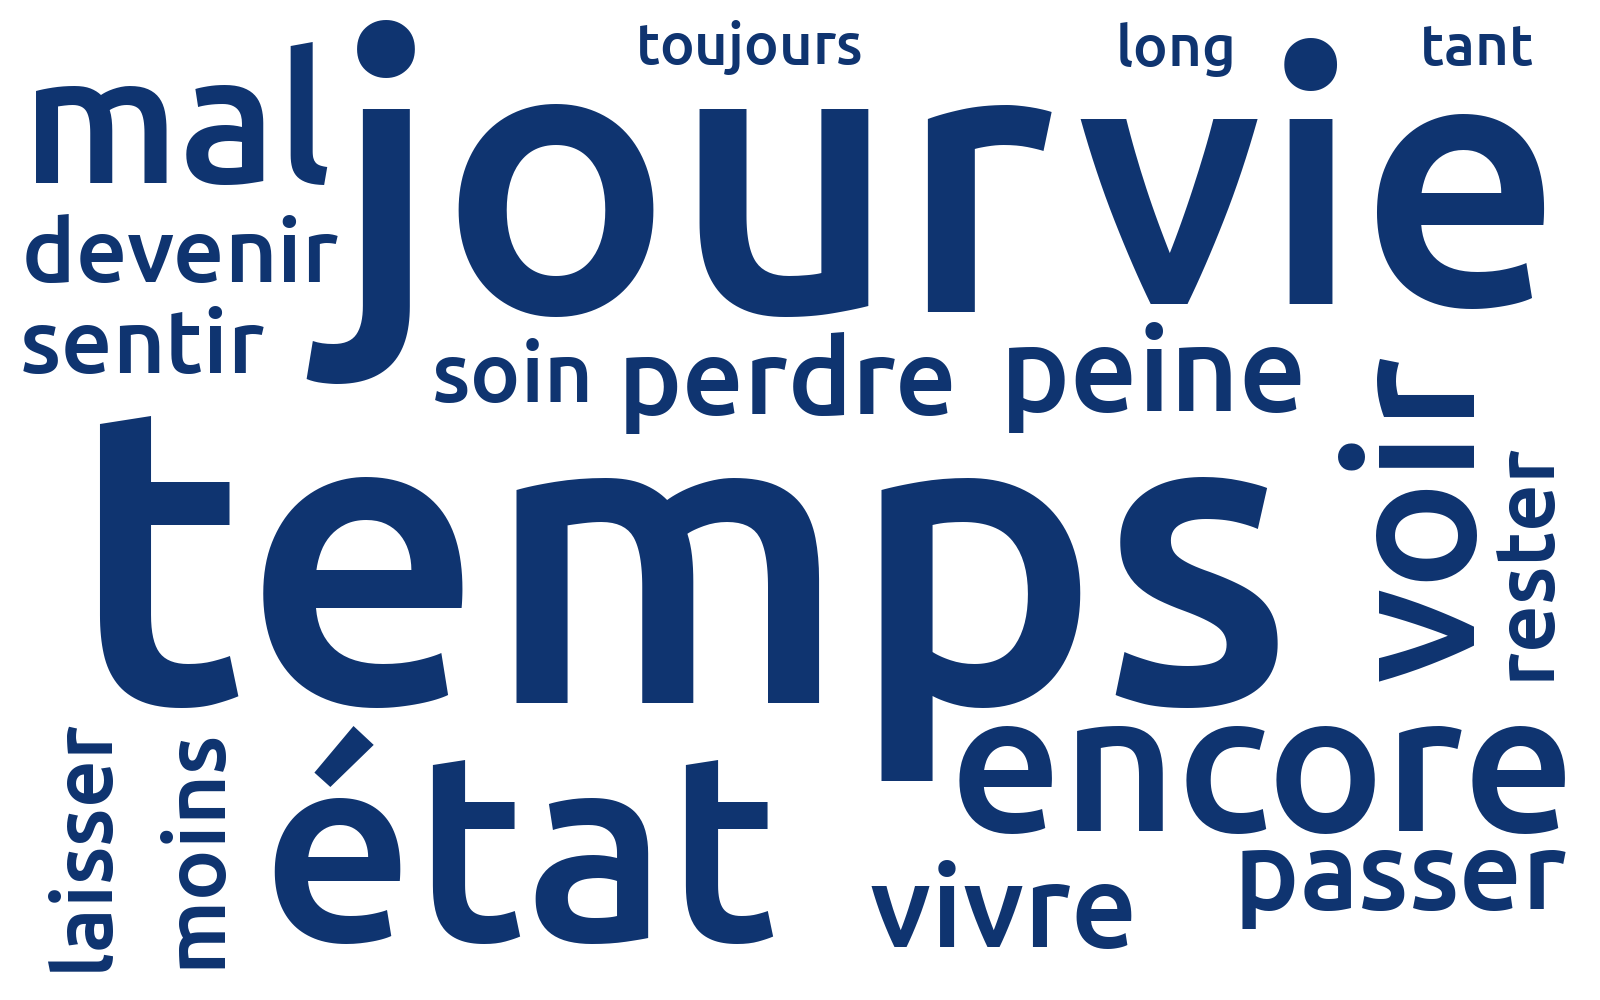 toujours
long
tant
mal
jour
vie
devenir
sentir
soin
perdre
peine
voir
rester
temps
encore
laisser
moins
état
vivre
passer